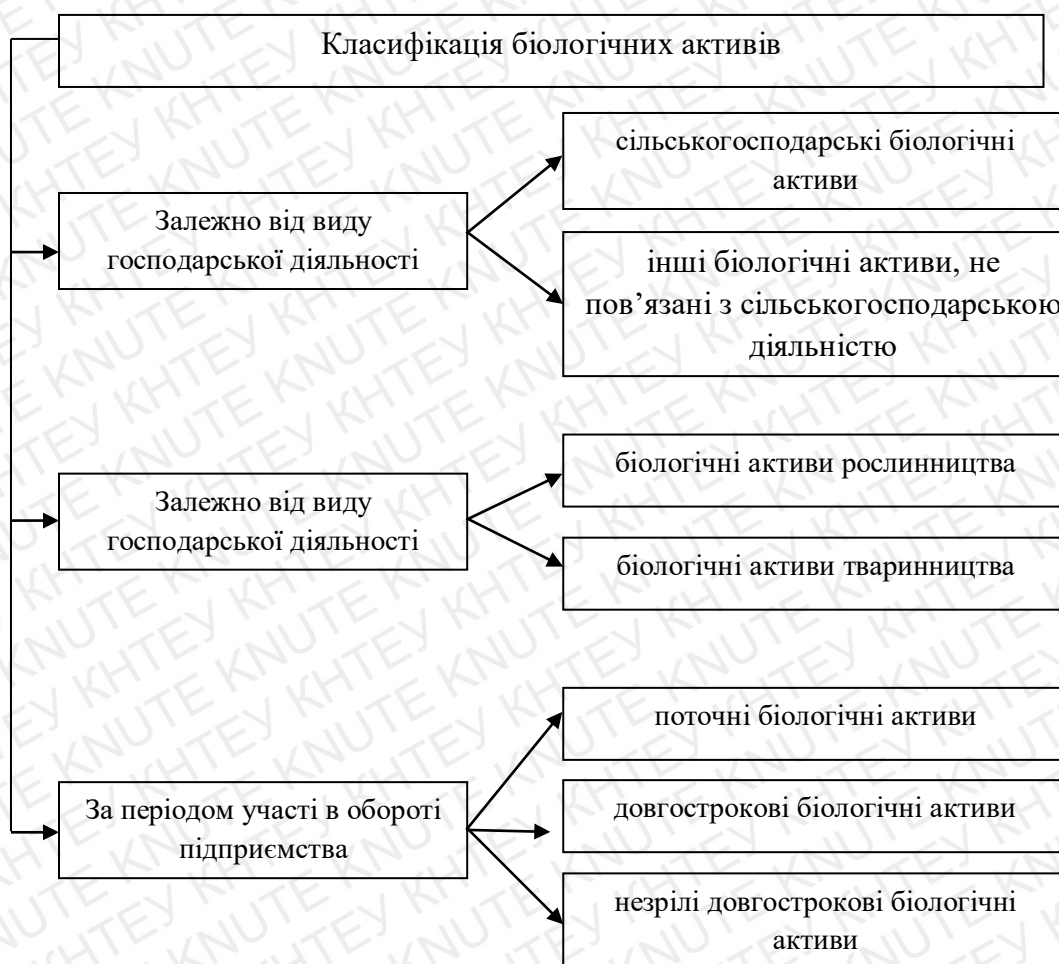 Класифікація біологічних активів
Залежно від виду
господарської діяльності
сільськогосподарські біологічні
активи
інші біологічні активи, не
пов’язані з сільськогосподарською
діяльністю
Залежно від виду
господарської діяльності
біологічні активи рослинництва
біологічні активи тваринництва
За періодом участі в обороті
підприємства
поточні біологічні активи
довгострокові біологічні активи
незрілі довгострокові біологічні
активи
KNUTE КНТЕУ